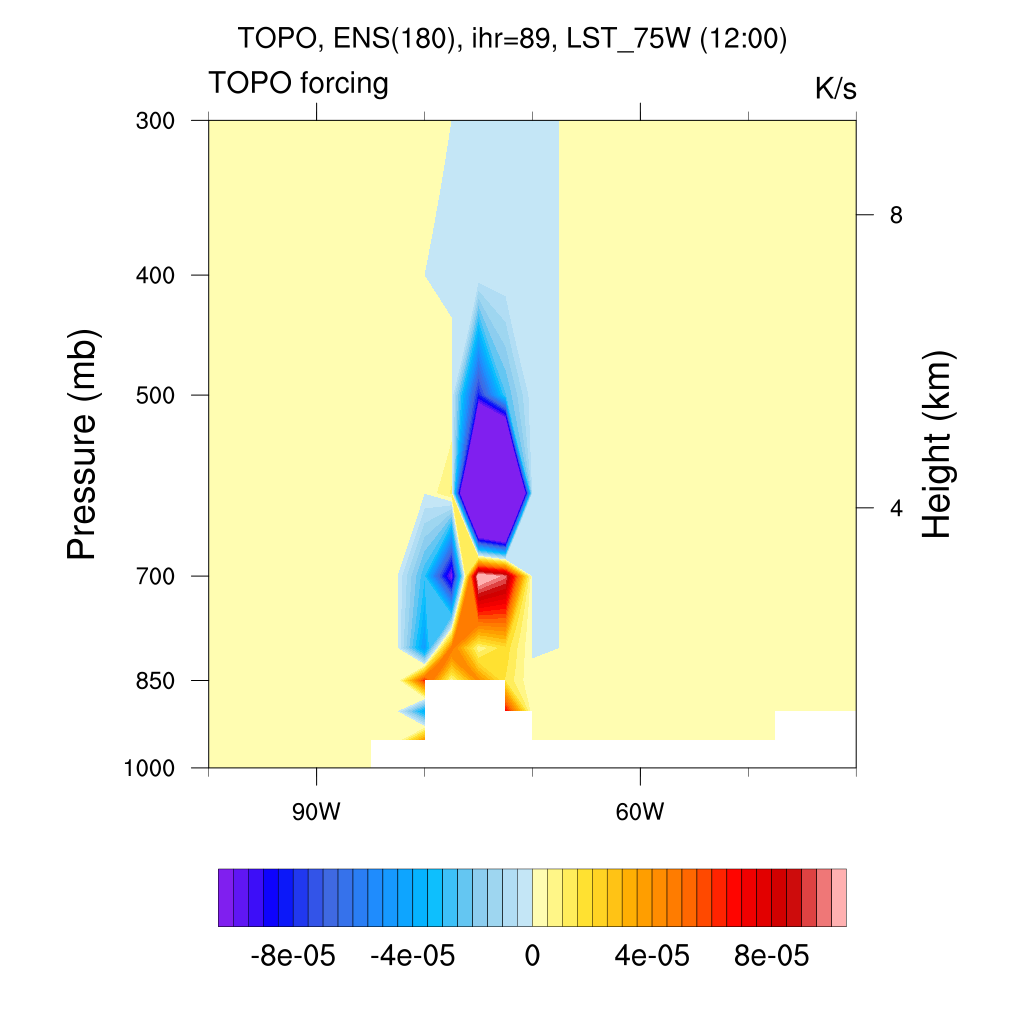 TOPO, ENS(180), ihr=89, LST_75W (12:00)
TOPO forcing
K/s
300
400
500
700
850
1000
Pressure (mb)
8
4
Height (km)
90W
60W
-8e-05
-4e-05
0
4e-05
8e-05